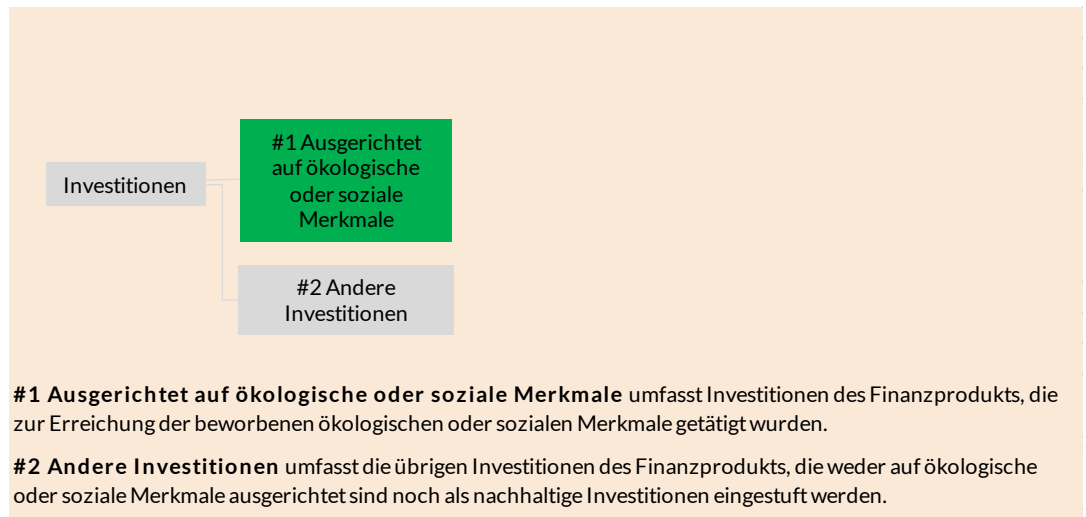 #1 Ausgerichtet
auf ökologische
oder soziale
Merkmale
Investitionen
#2 Andere
Investitionen
#1 Ausgerichtet auf ökologische oder soziale Merkmale umfasst Investitionen des Finanzprodukts, die
zur Erreichung der beworbenen ökologischen oder sozialen Merkmale getätigt wurden.
#2 Andere Investitionen umfasst die übrigen Investitionen des Finanzprodukts, die weder auf ökologische
oder soziale Merkmale ausgerichtet sind noch als nachhaltige Investitionen eingestuft werden.